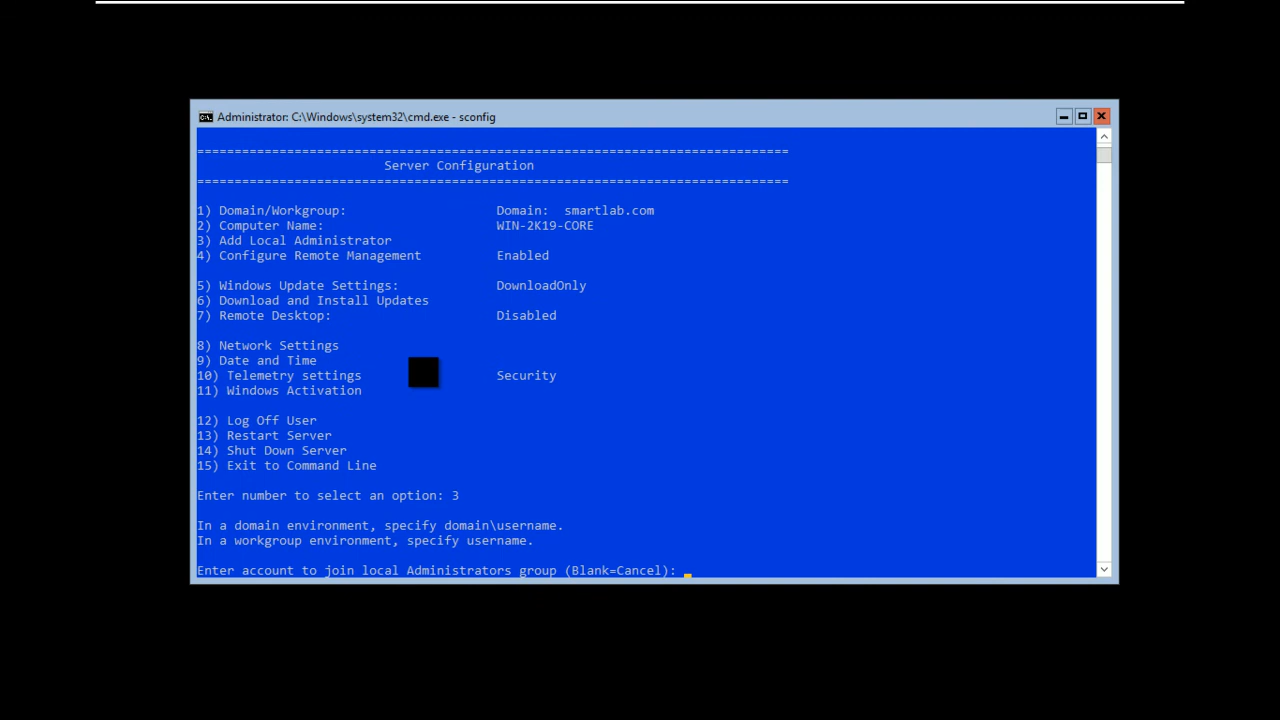 Administrator: C:\Windows\system32\cmd.exe - sconfig
===============================================================================
Server Configuration
===============================================================================
1) Domain/Workgroup: Domain: smartlab.com
2) Computer Name: WIN-2K19-CORE
3) Add Local Administrator
4) Configure Remote Management Enabled
5) Windows Update Settings: DownloadOnly
6) Download and Install Updates
7) Remote Desktop: Disabled
8) Network Settings
9) Date and Time
10) Telemetry settings Security
11) Windows Activation
12) Log Off User
13) Restart Server
14) Shut Down Server
15) Exit to Command Line
Enter number to select an option: 3
In a domain environment, specify domain\username.
In a workgroup environment, specify username.
Enter account to join local Administrators group (Blank=Cancel):